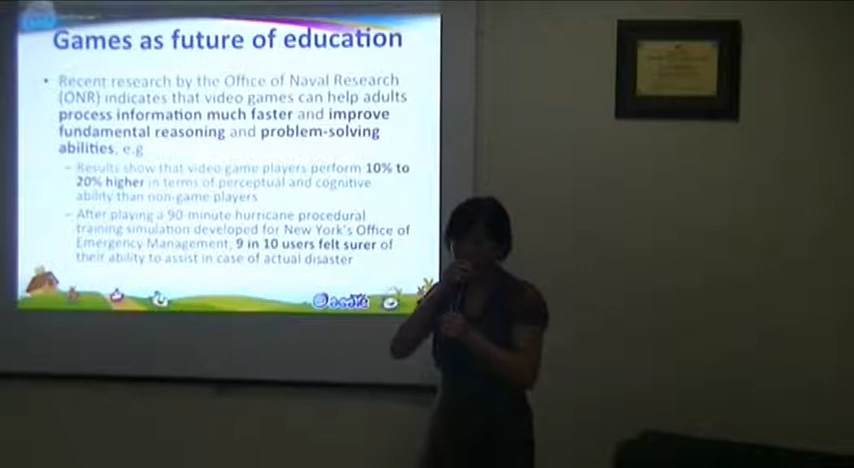 Games as future of education
• Recent research by the Office of Naval Research
(ONR) indicates that video games can help adults
process information much faster and improve
fundamental reasoning and problem-solving
abilities, e.g
– Results show that video game players perform 10% to
20% higher in terms of perceptual and cognitive
ability than non-game players
– After playing a 90-minute hurricane procedural
training simulation developed for New York's Office of
Emergency Management, 9 in 10 users felt surer of
their ability to assist in case of actual disaster